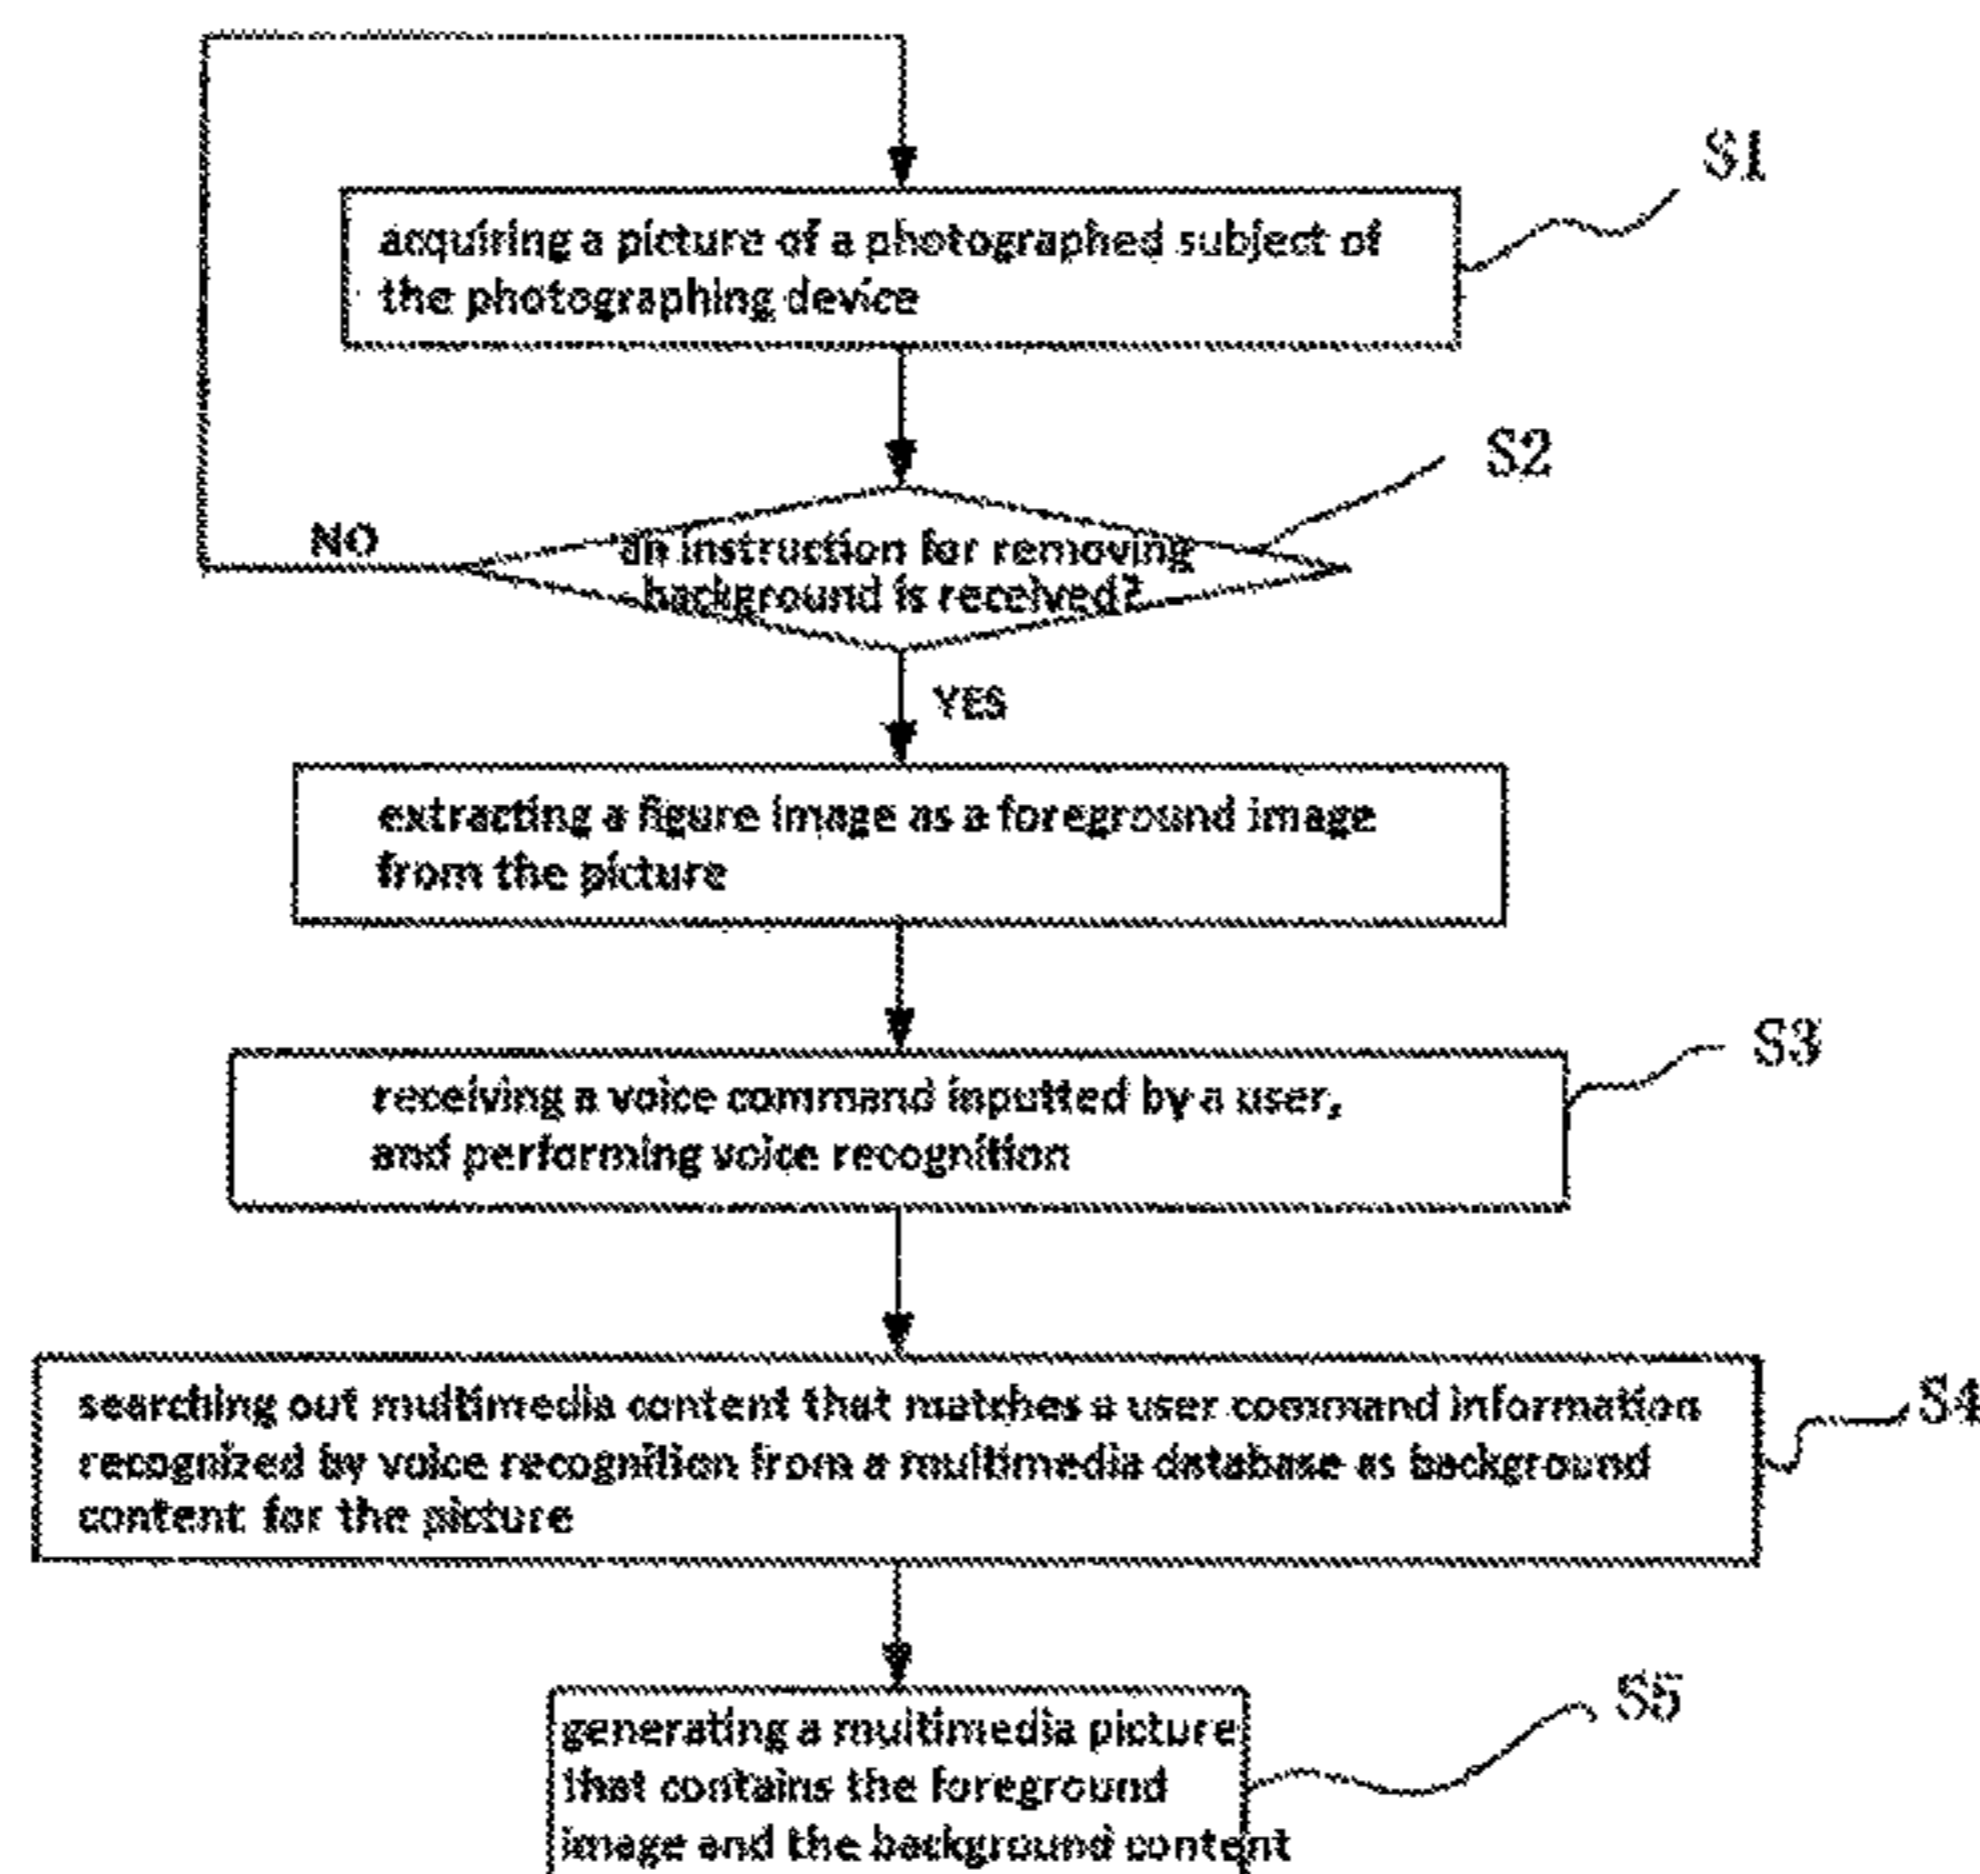 S1
acquiring a picture of a photographed subject of
the photographing device
S2
NO
an instruction for removing
background is received?
YES
extracting a figure image as a foreground image
from the picture
S3
receiving a voice command inputted by a user,
and performing voice recognition
S4
searching out multimedia content that matches a user command information
recognized by voice recognition from a multimedia database as background
content for the picture
S5
generating a multimedia picture
that contains the foreground
image and the background content